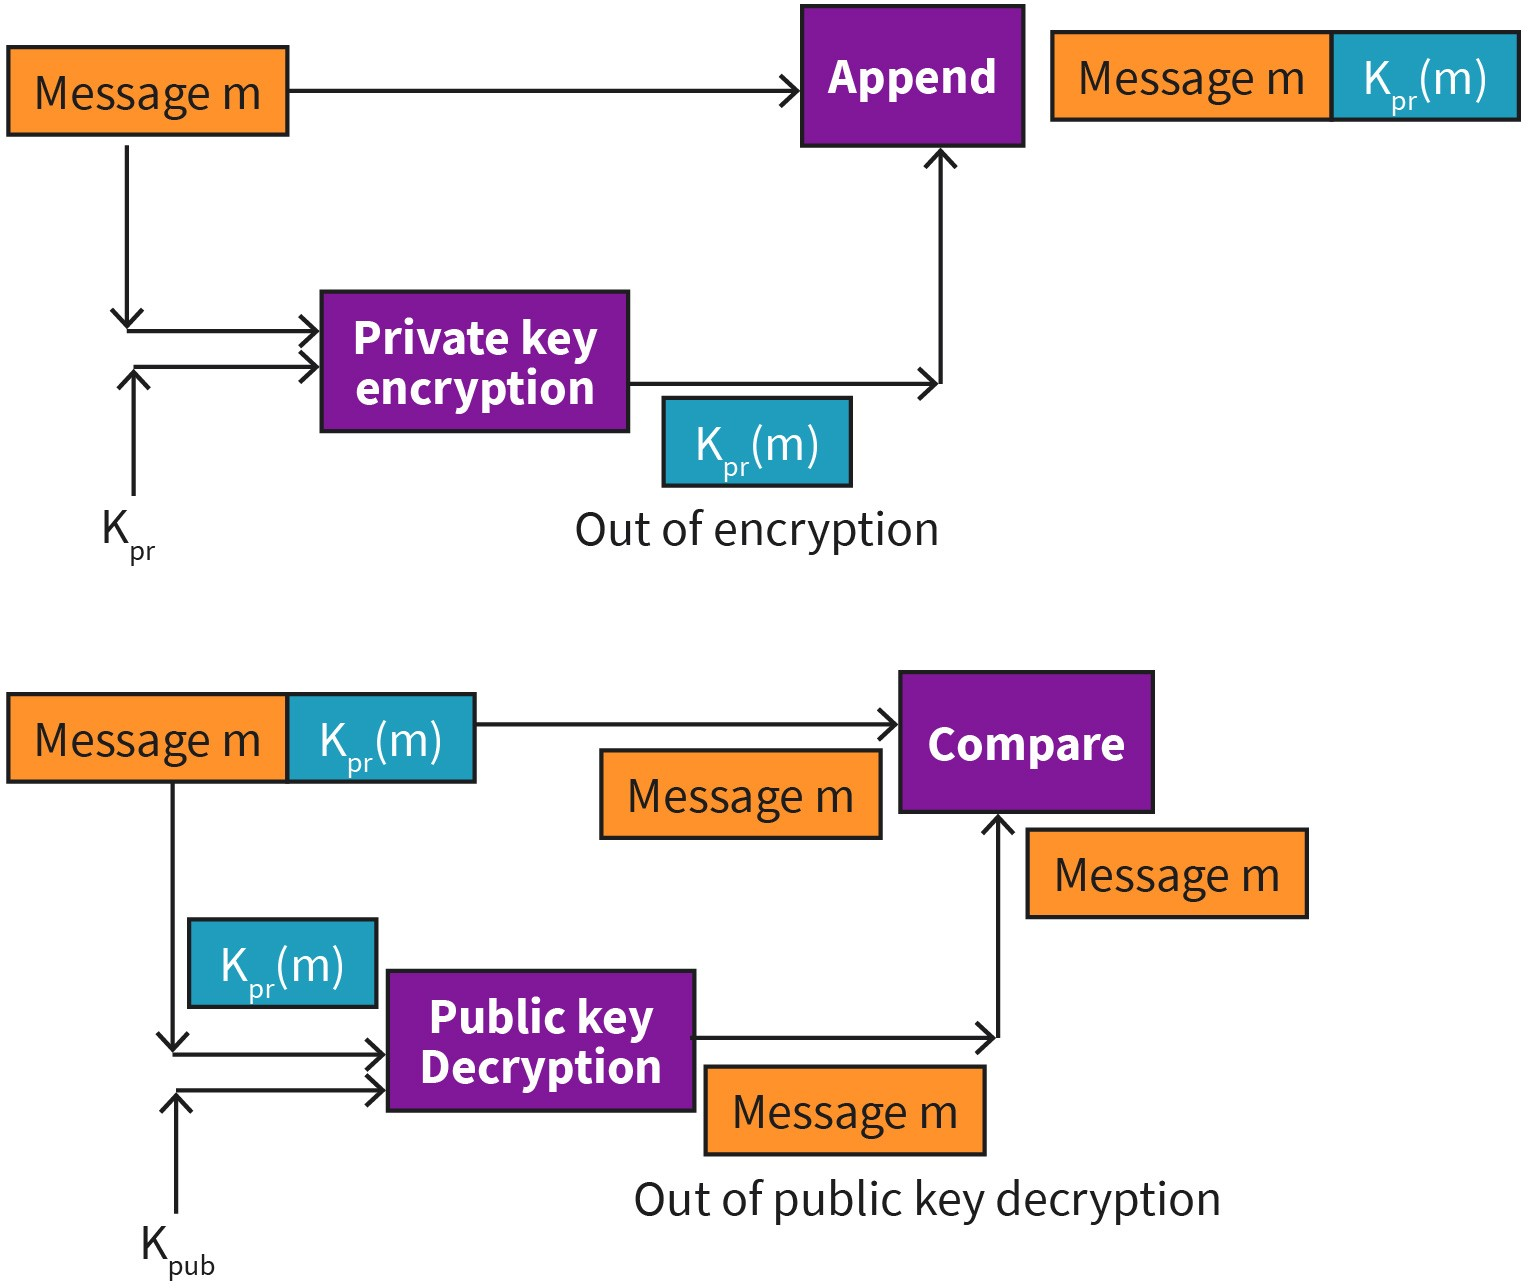 Message m
Append
Message m
Kpr(m)
Private key
encryption
Kpr(m)
Kpr
Out of encryption
Message m
Kpr(m)
Compare
Message m
Message m
Kpr(m)
Public key
Decryption
Message m
Out of public key decryption
Kpub